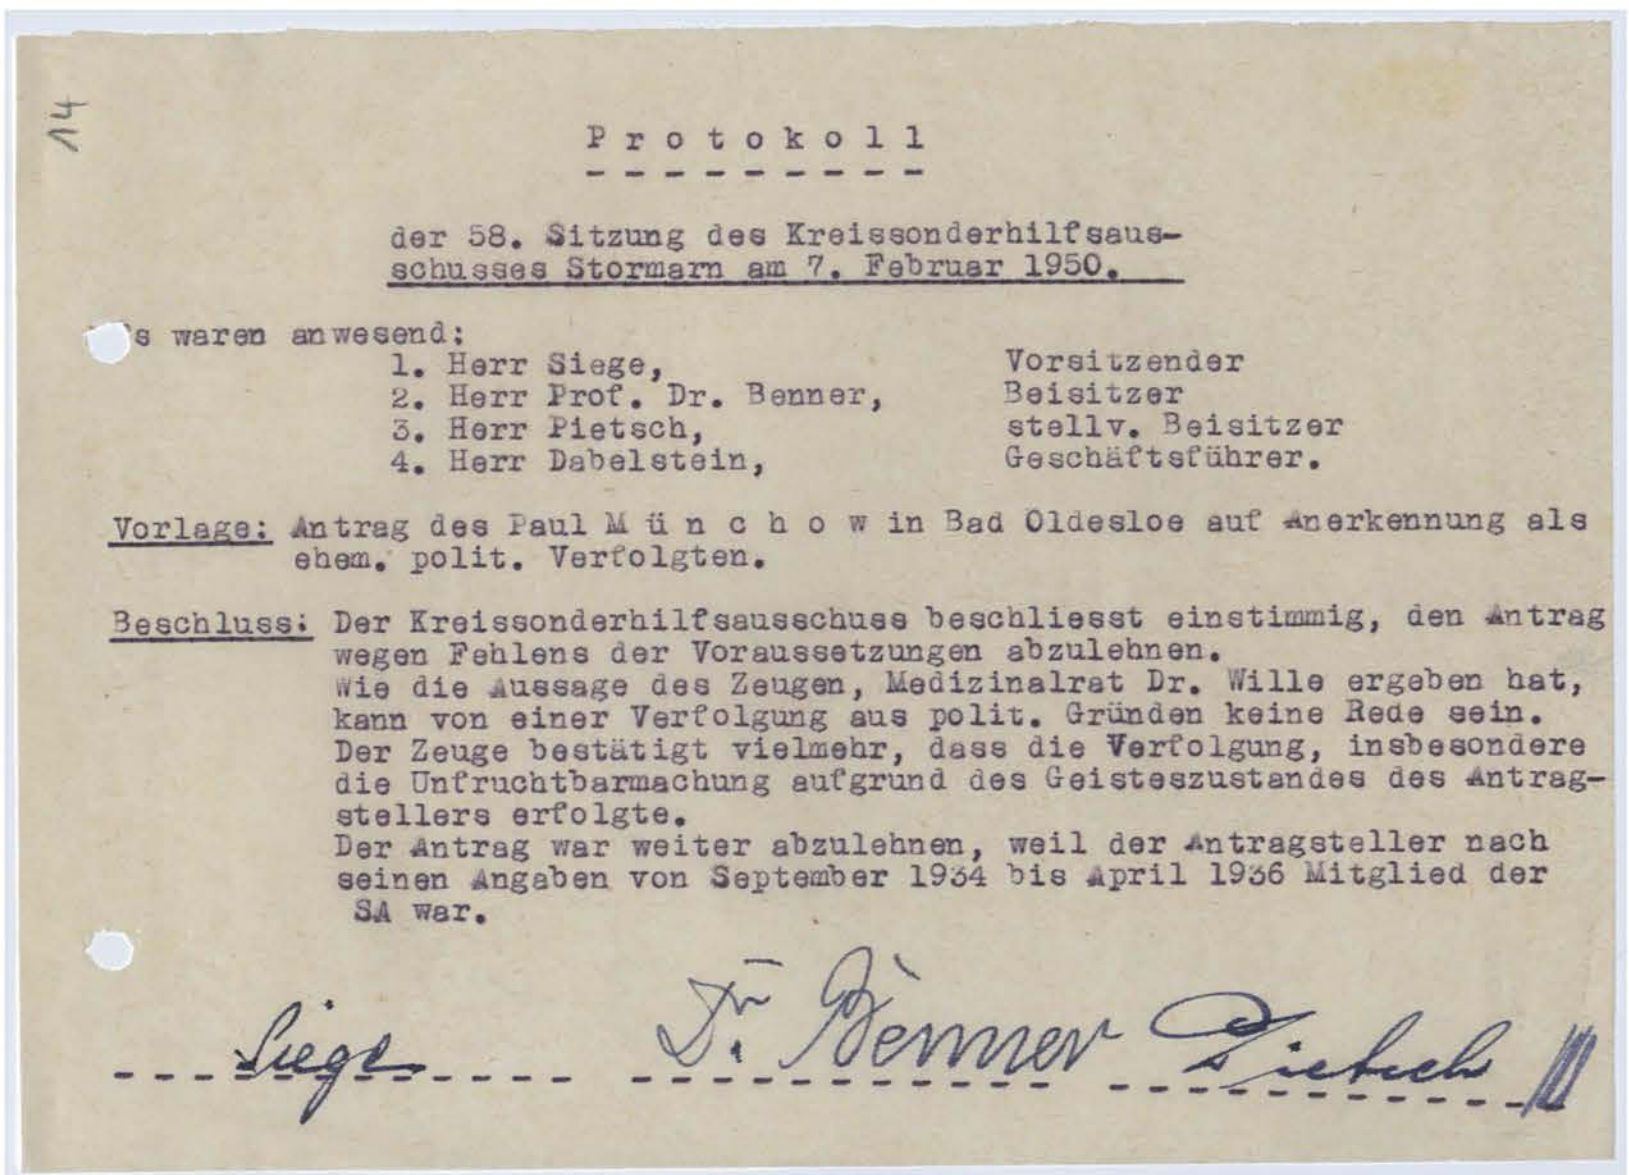 14
P r o t o k o l l
- - - - - - - - -
der 58. Sitzung des Kreissonderhilfsaus-
schusses Stormarn am 7. Februar 1950.
s waren anwesend:
1. Herr Siege, Vorsitzender
2. Herr Prof. Dr. Benner, Beisitzer
3. Herr Pietsch, stellv. Beisitzer
4. Herr Dabelstein, Geschäftsführer.
Vorlage: Antrag des Paul M ü n c h o w in Bad Oldesloe auf Anerkennung als
ehem. polit. Verfolgten.
Beschluss: Der Kreissonderhilfsausschuss beschliesst einstimmig, den Antrag
wegen Fehlens der Voraussetzungen abzulehnen.
Wie die Aussage des Zeugen, Medizinalrat Dr. Wille ergeben hat,
kann von einer Verfolgung aus polit. Gründen keine Rede sein.
Der Zeuge bestätigt vielmehr, dass die Verfolgung, insbesondere
die Unfruchtbarmachung aufgrund des Geisteszustandes des Antrag-
stellers erfolgte.
Der Antrag war weiter abzulehnen, weil der Antragsteller nach
seinen Angaben von September 1934 bis April 1936 Mitglied der
SA war.
Siege Dr. Benner Pietsch